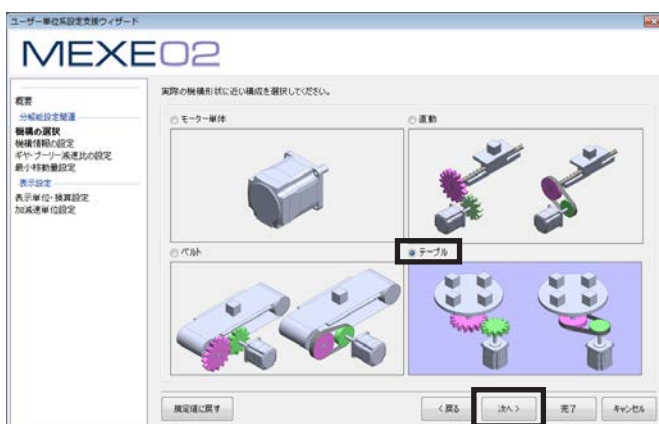 ユーザー単位系設定支援ウィザード
MEXE02
実際の機構形状に近い構成を選択してください。
概要
分解能設定関連
機構の選択
機構情報の設定
ギヤ・プーリー減速比の設定
最小移動量設定
表示設定
表示単位・換算設定
加減速単位設定
モーター単体
直動
ベルト
テーブル
規定値に戻す
< 戻る
次へ >
完了
キャンセル